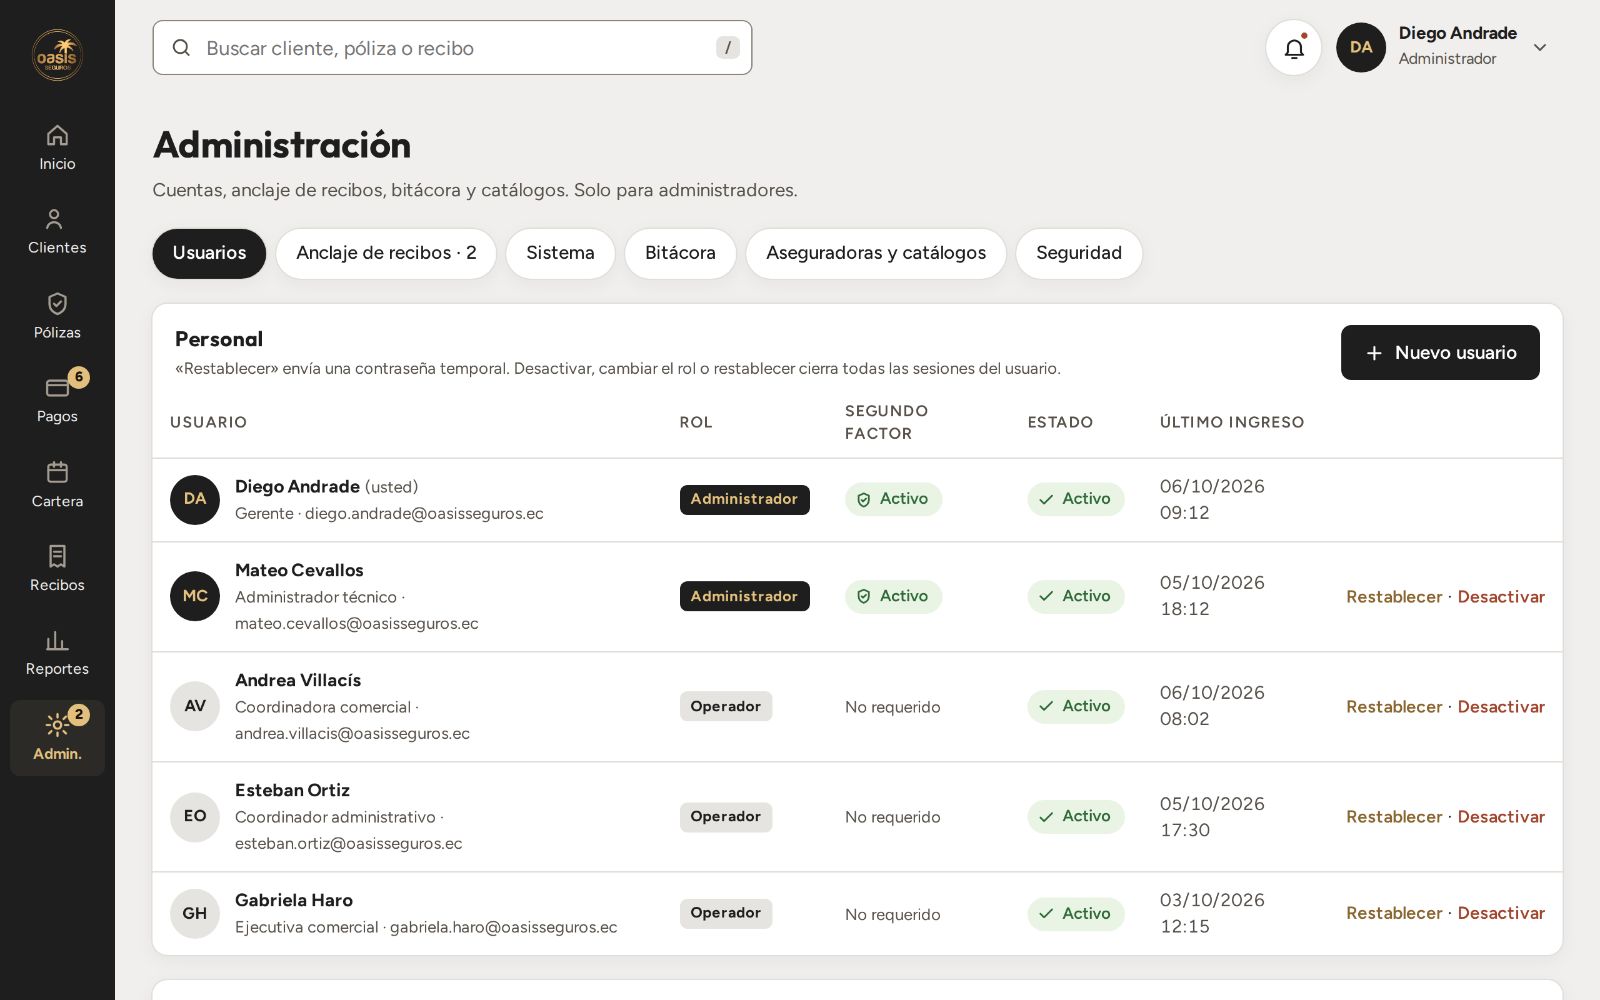 oasis
SEGUROS
Inicio
Clientes
Pólizas
6
Pagos
Cartera
Recibos
Reportes
2
Admin.
Buscar cliente, póliza o recibo
/
DA
Diego Andrade
Administrador
Administración
Cuentas, anclaje de recibos, bitácora y catálogos. Solo para administradores.
Usuarios
Anclaje de recibos · 2
Sistema
Bitácora
Aseguradoras y catálogos
Seguridad
Personal
«Restablecer» envía una contraseña temporal. Desactivar, cambiar el rol o restablecer cierra todas las sesiones del usuario.
+ Nuevo usuario
USUARIO
ROL
SEGUNDO
FACTOR
ESTADO
ÚLTIMO INGRESO
DA
Diego Andrade (usted)
Gerente · diego.andrade@oasisseguros.ec
Administrador
Activo
Activo
06/10/2026
09:12
MC
Mateo Cevallos
Administrador técnico ·
mateo.cevallos@oasisseguros.ec
Administrador
Activo
Activo
05/10/2026
18:12
Restablecer · Desactivar
AV
Andrea Villacís
Coordinadora comercial ·
andrea.villacis@oasisseguros.ec
Operador
No requerido
Activo
06/10/2026
08:02
Restablecer · Desactivar
EO
Esteban Ortiz
Coordinador administrativo ·
esteban.ortiz@oasisseguros.ec
Operador
No requerido
Activo
05/10/2026
17:30
Restablecer · Desactivar
GH
Gabriela Haro
Ejecutiva comercial · gabriela.haro@oasisseguros.ec
Operador
No requerido
Activo
03/10/2026
12:15
Restablecer · Desactivar